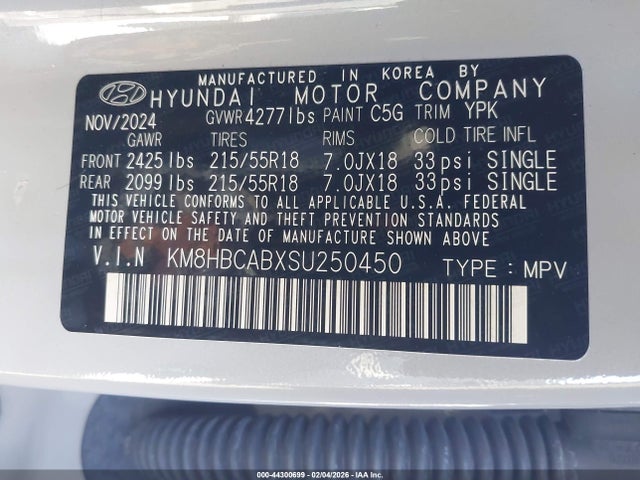 MANUFACTURED IN KOREA BY
HYUNDAI MOTOR COMPANY
NOV/2024 GVWR 4277lbs PAINT C5G TRIM YPK
GAWR TIRES RIMS COLD TIRE INFL
FRONT 2425lbs 215/55R18 7.0JX18 33psi SINGLE
REAR 2099lbs 215/55R18 7.0JX18 33psi SINGLE
THIS VEHICLE CONFORMS TO ALL APPLICABLE U.S.A. FEDERAL
MOTOR VEHICLE SAFETY AND THEFT PREVENTION STANDARDS
IN EFFECT ON THE DATE OF MANUFACTURE SHOWN ABOVE.
V.I.N KM8HBCABXSU250450 TYPE : MPV
000-44300699 - 02/04/2026 - IAA Inc.